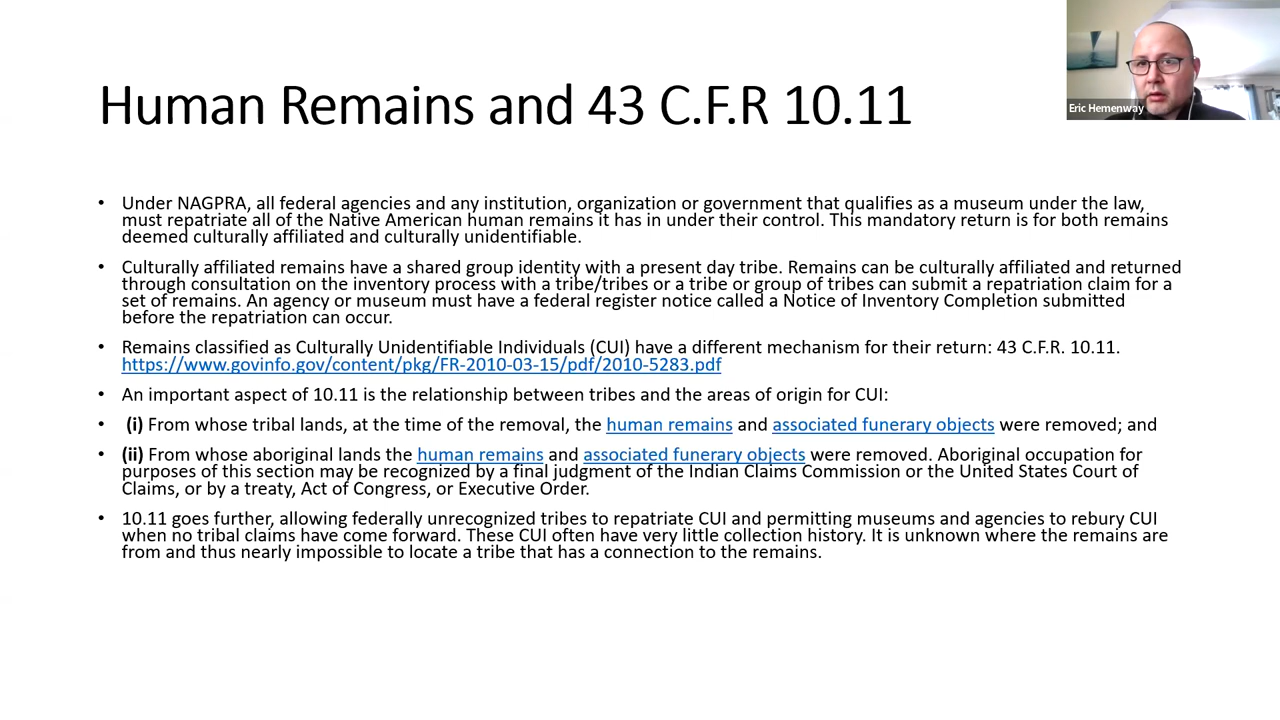 Human Remains and 43 C.F.R 10.11
Eric Hemenway
• Under NAGPRA, all federal agencies and any institution, organization or government that qualifies as a museum under the law,
must repatriate all of the Native American human remains it has in under their control. This mandatory return is for both remains
deemed culturally affiliated and culturally unidentifiable.
• Culturally affiliated remains have a shared group identity with a present day tribe. Remains can be culturally affiliated and returned
through consultation on the inventory process with a tribe/tribes or a tribe or group of tribes can submit a repatriation claim for a
set of remains. An agency or museum must have a federal register notice called a Notice of Inventory Completion submitted
before the repatriation can occur.
• Remains classified as Culturally Unidentifiable Individuals (CUI) have a different mechanism for their return: 43 C.F.R. 10.11.
https://www.govinfo.gov/content/pkg/FR-2010-03-15/pdf/2010-5283.pdf
• An important aspect of 10.11 is the relationship between tribes and the areas of origin for CUI:
• (i) From whose tribal lands, at the time of the removal, the human remains and associated funerary objects were removed; and
• (ii) From whose aboriginal lands the human remains and associated funerary objects were removed. Aboriginal occupation for
purposes of this section may be recognized by a final judgment of the Indian Claims Commission or the United States Court of
Claims, or by a treaty, Act of Congress, or Executive Order.
• 10.11 goes further, allowing federally unrecognized tribes to repatriate CUI and permitting museums and agencies to rebury CUI
when no tribal claims have come forward. These CUI often have very little collection history. It is unknown where the remains are
from and thus nearly impossible to locate a tribe that has a connection to the remains.